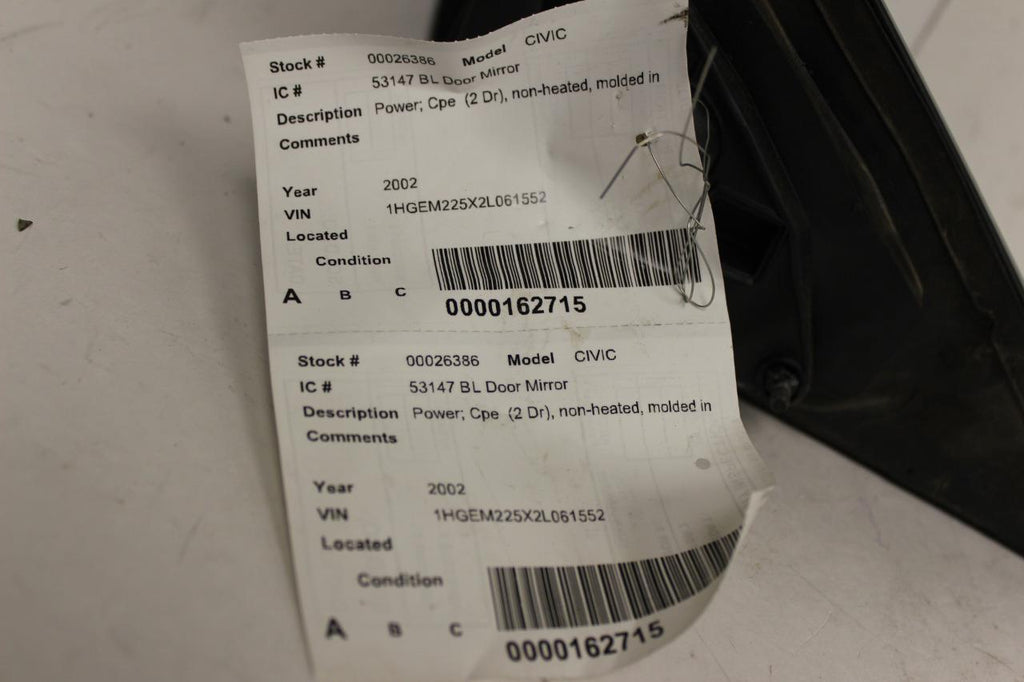 Stock # 00026386 Model CIVIC
IC # 53147 BL Door Mirror
Description Power; Cpe (2 Dr), non-heated, molded in
Comments
Year 2002
VIN 1HGEM225X2L061552
Located
Condition
A B C
0000162715
Stock # 00026386 Model CIVIC
IC # 53147 BL Door Mirror
Description Power; Cpe (2 Dr), non-heated, molded in
Comments
Year 2002
VIN 1HGEM225X2L061552
Located
Condition
A B C
0000162715